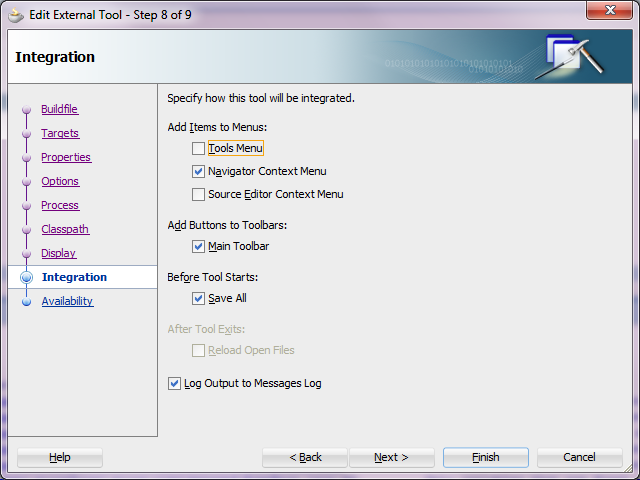 Edit External Tool - Step 8 of 9
Integration
010101010101010101010101010101
0101010101010
Buildfile
Targets
Properties
Options
Process
Classpath
Display
Integration
Availability
Specify how this tool will be integrated.
Add Items to Menus:
Tools Menu
Navigator Context Menu
Source Editor Context Menu
Add Buttons to Toolbars:
Main Toolbar
Before Tool Starts:
Save All
After Tool Exits:
Reload Open Files
Log Output to Messages Log
Help
< Back
Next >
Finish
Cancel